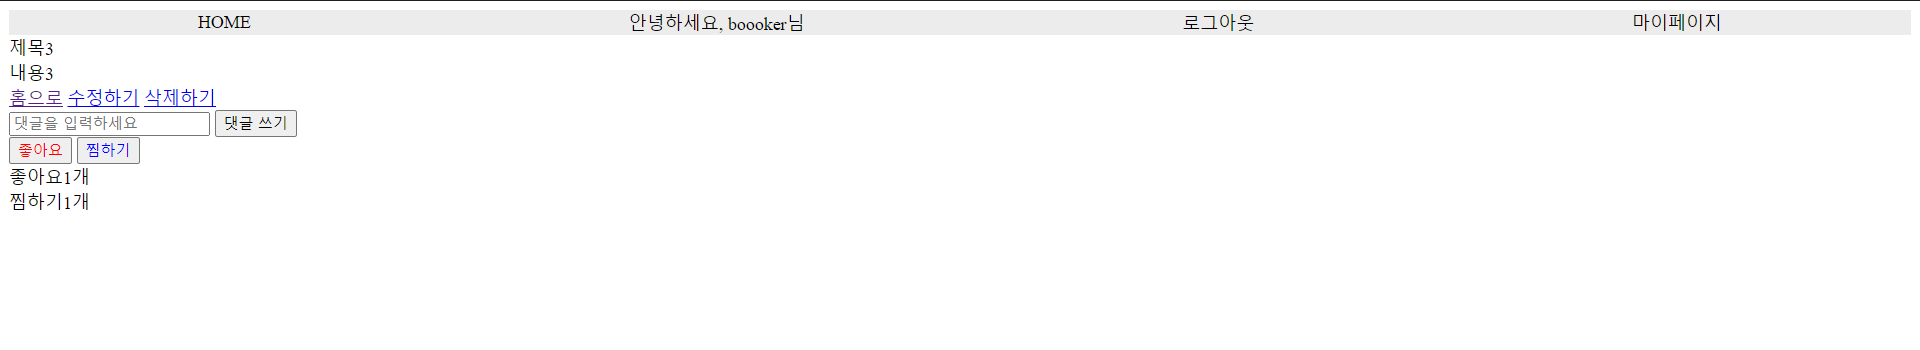 HOME 안녕하세요, boooker님 로그아웃 마이페이지
제목3
내용3
홈으로 수정하기 삭제하기
댓글을 입력하세요 댓글 쓰기
좋아요 찜하기
좋아요1개
찜하기1개